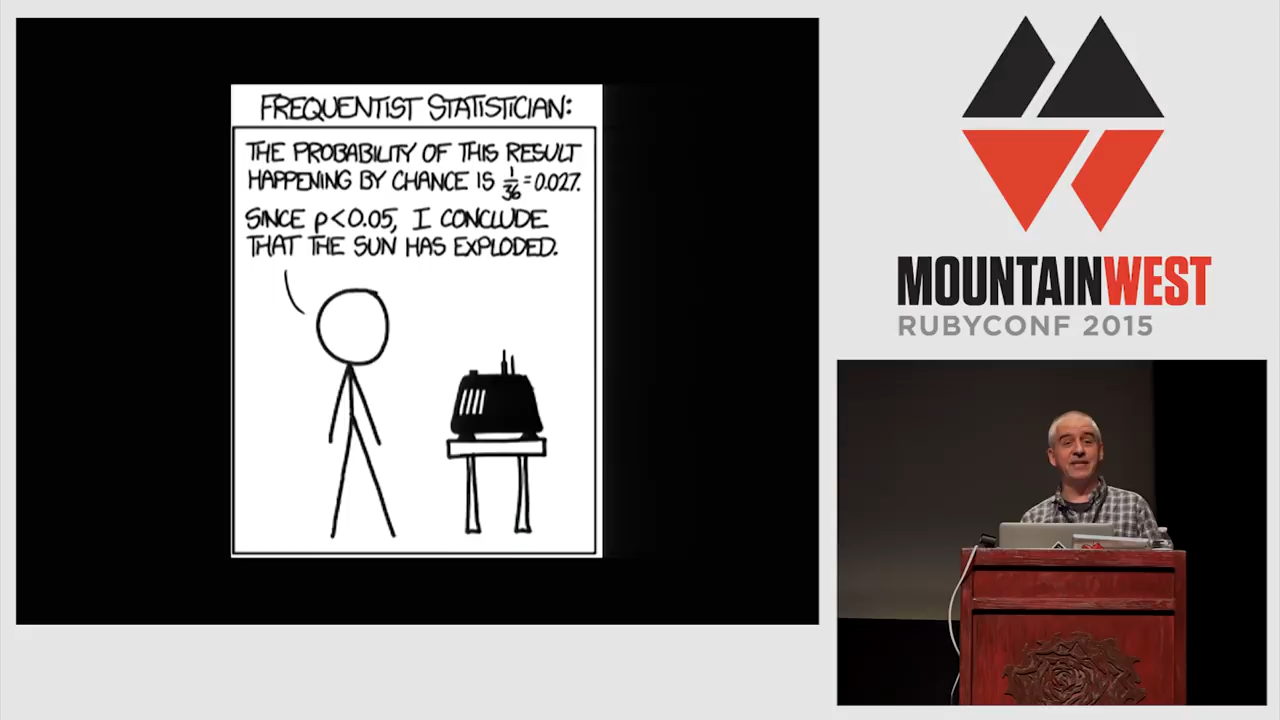 FREQUENTIST STATISTICIAN:
THE PROBABILITY OF THIS RESULT
HAPPENING BY CHANCE IS 1/36 = 0.027.
SINCE p<0.05, I CONCLUDE
THAT THE SUN HAS EXPLODED.
MOUNTAINWEST
RUBYCONF 2015